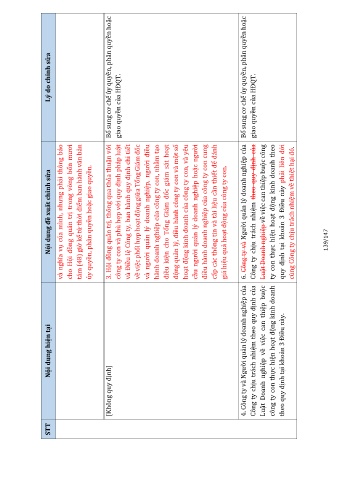 STT
Nội dung hiện tại
Nội dung đề xuất chỉnh sửa
Lý do chỉnh sửa
và nghĩa vụ của mình, nhưng phải thông báo
cho Hội đồng quản trị trong vòng bốn mươi
tám (48) giờ kể từ thời điểm ban hành văn bản
ủy quyền, phân quyền hoặc giao quyền.
[Không quy định]
3. Hội đồng quản trị, thông qua thỏa thuận với
công ty con và phù hợp với quy định pháp luật
và Điều lệ Công ty, ban hành quy định chi tiết
về việc phối hợp hoạt động giữa Tổng Giám đốc
và người quản lý doanh nghiệp, người điều
hành doanh nghiệp của công ty con, nhằm tạo
điều kiện cho Tổng Giám đốc giám sát hoạt
động quản lý, điều hành công ty con và một số
hoạt động kinh doanh của công ty con, và yêu
cầu người quản lý doanh nghiệp hoặc người
điều hành doanh nghiệp của công ty con cung
cấp các thông tin và tài liệu cần thiết để đánh
giá hiệu quả hoạt động của công ty con.
Bổ sung cơ chế ủy quyền, phân quyền hoặc
giao quyền của HĐQT.
4. Công ty và Người quản lý doanh nghiệp của
Công ty chịu trách nhiệm theo quy định của
Luật Doanh nghiệp về việc can thiệp buộc
công ty con thực hiện hoạt động kinh doanh
theo quy định tại khoản 3 Điều này.
Công ty và Người quản lý doanh nghiệp của
Công ty chịu trách nhiệm theo quy định của
Luật Doanh nghiệp về việc can thiệp buộc công
ty con thực hiện hoạt động kinh doanh theo
quy định tại khoản 3 Điều này phải liên đới
cùng Công ty chịu trách nhiệm về thiệt hại đó.
Bổ sung cơ chế ủy quyền, phân quyền hoặc
giao quyền của HĐQT.
139/147